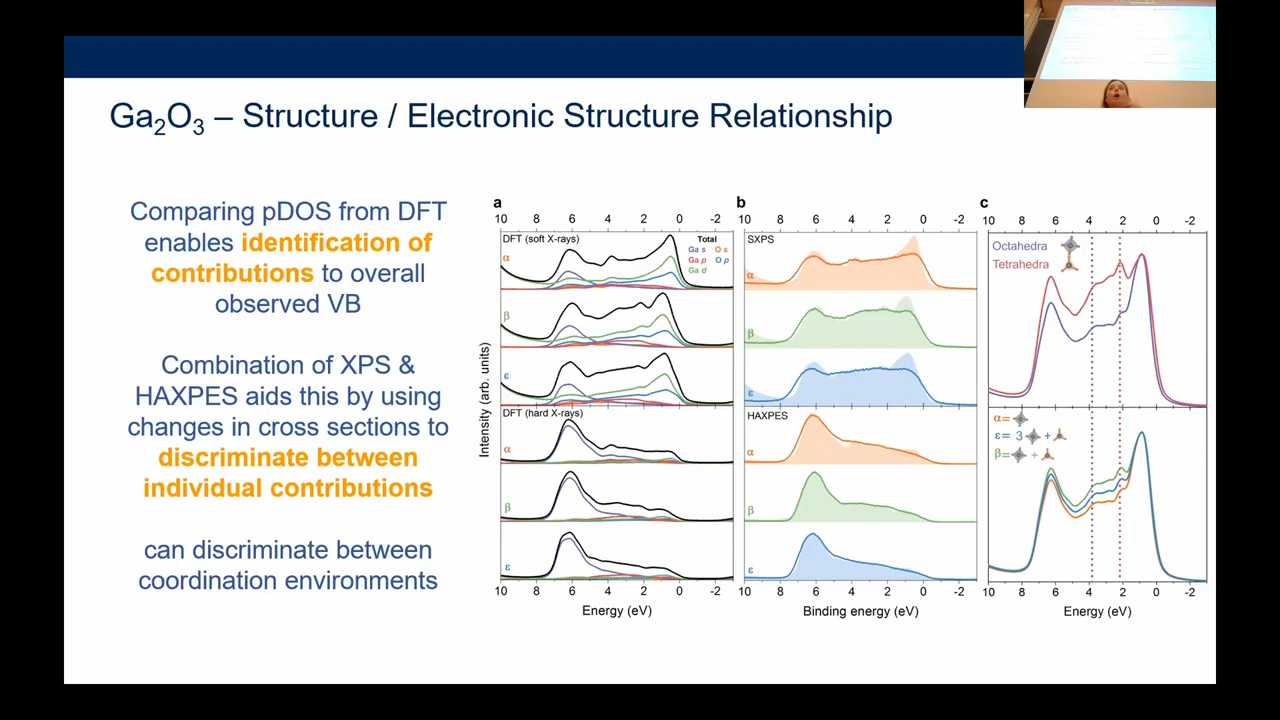 Ga₂O₃ – Structure / Electronic Structure Relationship
Comparing pDOS from DFT
enables identification of
contributions to overall
observed VB
Combination of XPS &
HAXPES aids this by using
changes in cross sections to
discriminate between
individual contributions
can discriminate between
coordination environments
a
10 8 6 4 2 0 -2
DFT (soft X-rays)
Total
Ga s O s
Ga p O p
Ga d
α
β
ε
DFT (hard X-rays)
α
β
ε
Intensity (arb. units)
10 8 6 4 2 0 -2
Energy (eV)
b
10 8 6 4 2 0 -2
SXPS
α
β
ε
HAXPES
α
β
ε
10 8 6 4 2 0 -2
Binding energy (eV)
c
10 8 6 4 2 0 -2
Octahedra
Tetrahedra
α=
ε= 3 +
β= +
10 8 6 4 2 0 -2
Energy (eV)